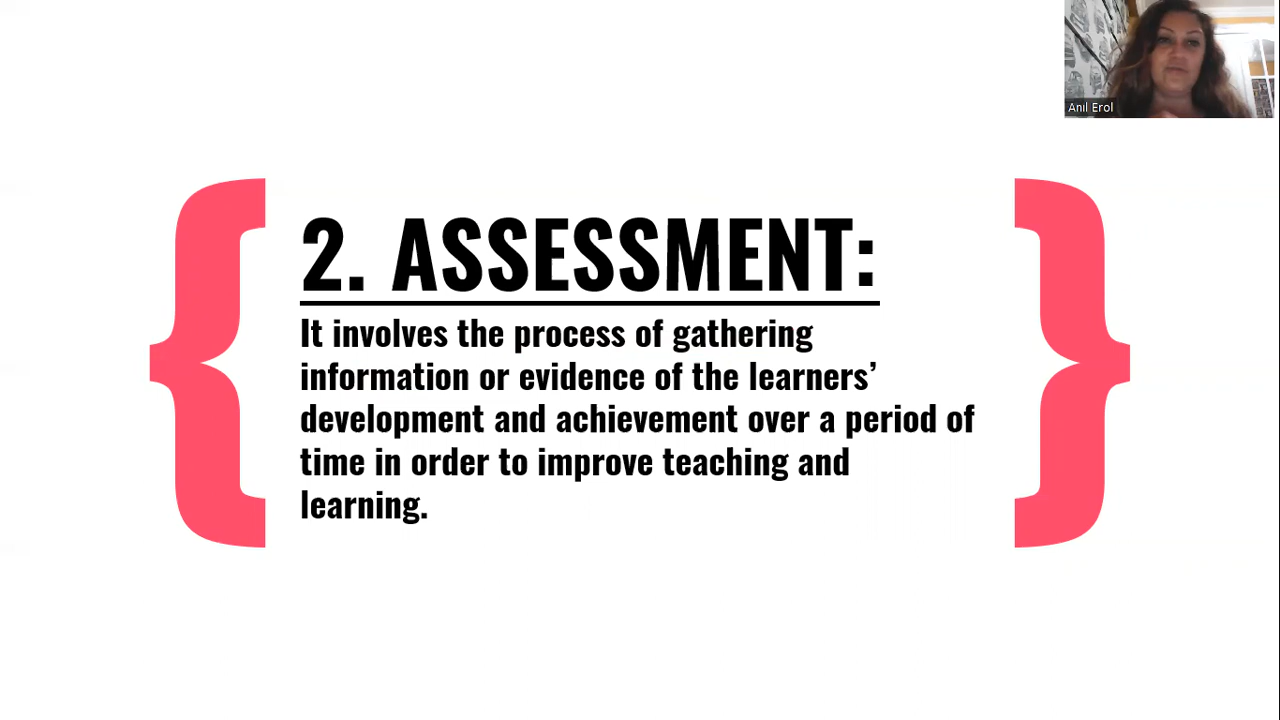 Anıl Erol
2. ASSESSMENT:
It involves the process of gathering
information or evidence of the learners’
development and achievement over a period of
time in order to improve teaching and
learning.